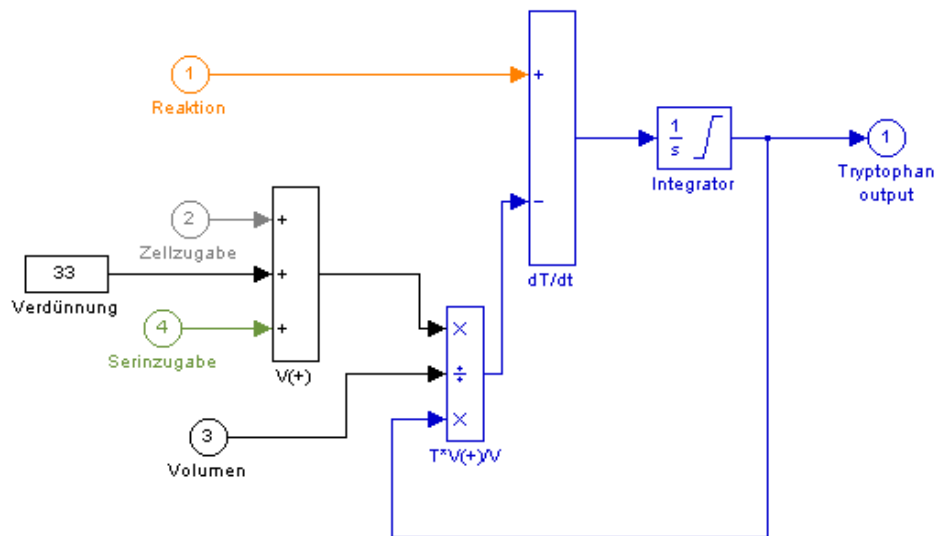 1
Reaktion
+
−
dT/dt
1
s
Integrator
1
Tryptophan
output
2
Zellzugabe
33
Verdünnung
4
Serinzugabe
+
+
+
V(+)
3
Volumen
×
÷
×
T*V(+)/V